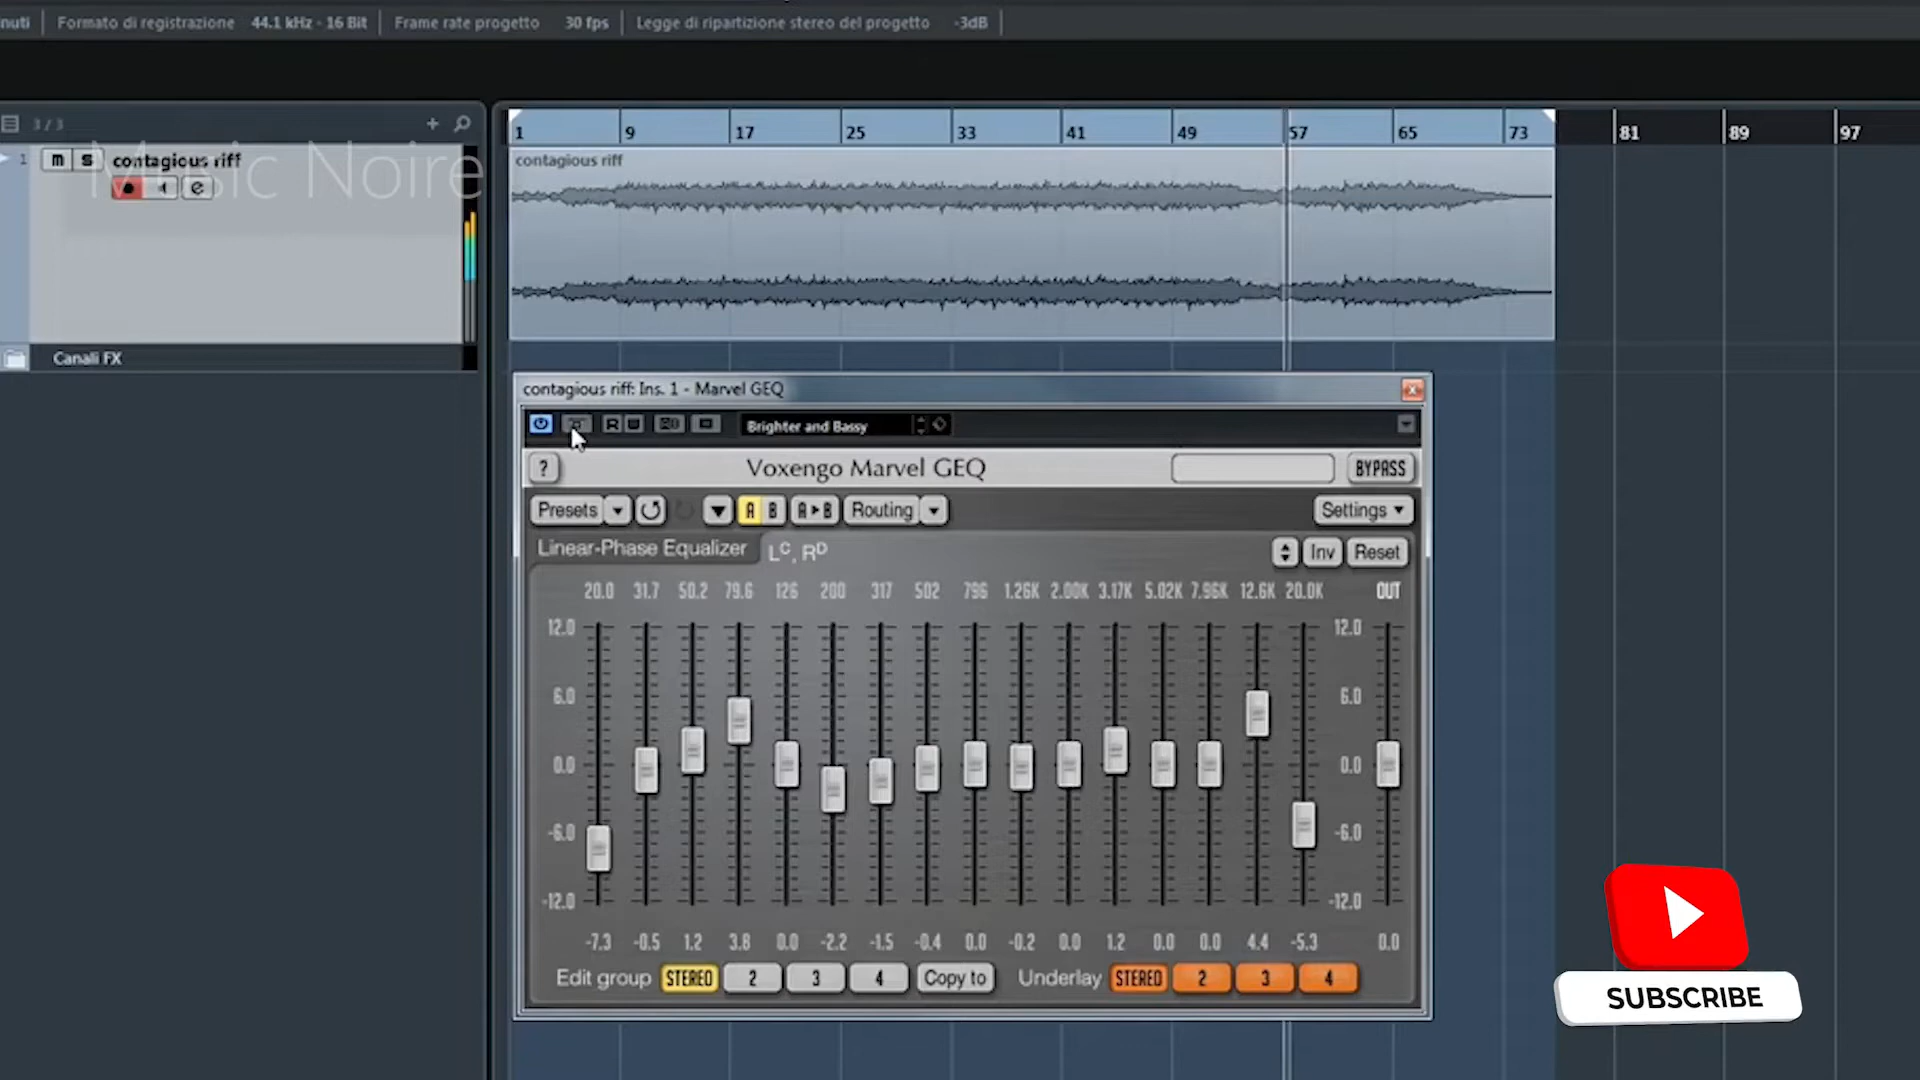 nuti Formato di registrazione 44.1 kHz - 16 Bit Frame rate progetto 30 fps Legge di ripartizione stereo del progetto -3dB
3 / 3
1 9 17 25 33 41 49 57 65 73 81 89 97
1 m S contagious riff
Music Noire
contagious riff
e
Canali FX
contagious riff: Ins. 1 - Marvel GEQ
R W Brighter and Bassy
? Voxengo Marvel GEQ BYPASS
Presets A B A▸B Routing Settings
Linear-Phase Equalizer Lᶜ, Rᴰ Inv Reset
20.0 31.7 50.2 79.6 126 200 317 502 796 1.26K 2.00K 3.17K 5.02K 7.96K 12.6K 20.0K OUT
12.0 12.0
6.0 6.0
0.0 0.0
-6.0 -6.0
-12.0 -12.0
-7.3 -0.5 1.2 3.8 0.0 -2.2 -1.5 -0.4 0.0 -0.2 0.0 1.2 0.0 0.0 4.4 -5.3 0.0
Edit group STEREO 2 3 4 Copy to Underlay STEREO 2 3 4
SUBSCRIBE